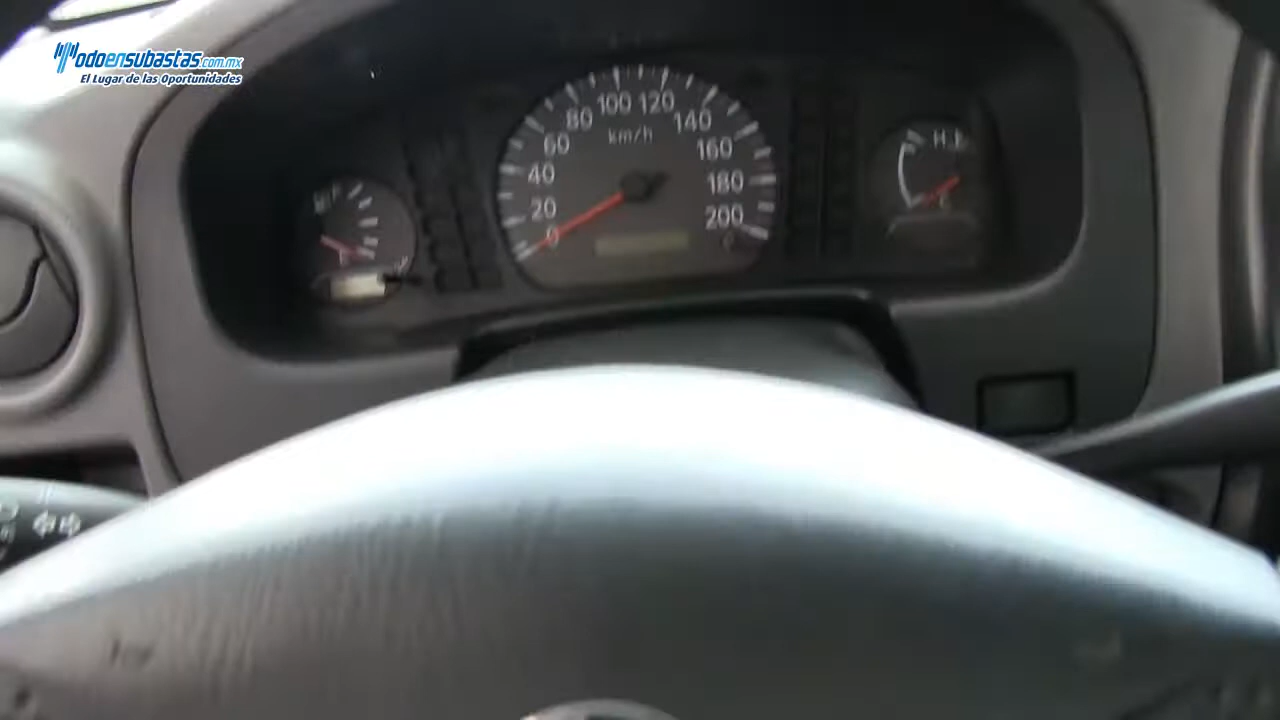 Todoensubastas.com.mx
El Lugar de las Oportunidades
100 120
80 140
km/h
60 160
40 180
20 200
0
H
F
C